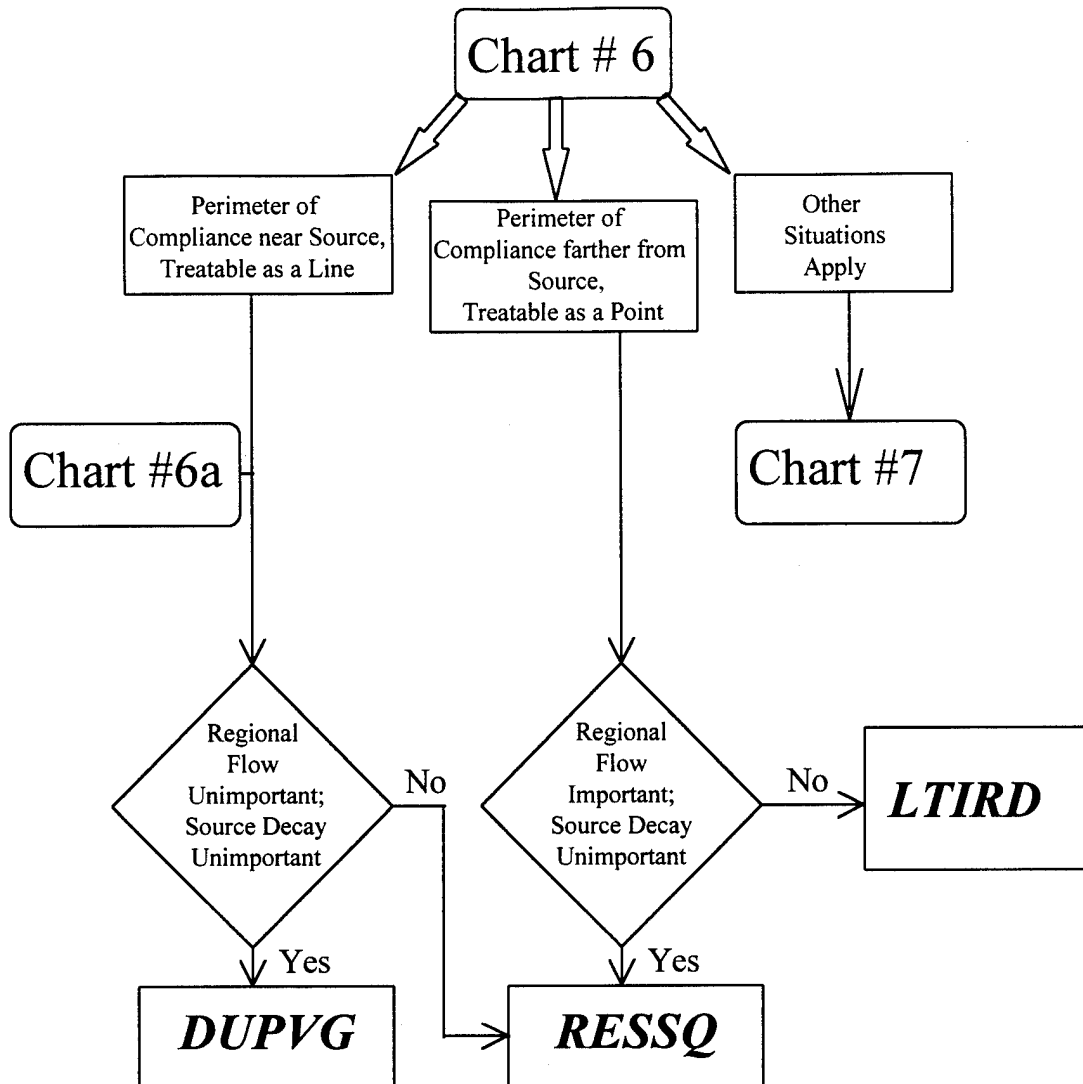 Chart # 6
Perimeter of
Compliance near Source,
Treatable as a Line
Perimeter of
Compliance farther from
Source,
Treatable as a Point
Other
Situations
Apply
Chart #6a
Chart #7
Regional
Flow
Unimportant;
Source Decay
Unimportant
No
Yes
Regional
Flow
Important;
Source Decay
Unimportant
No
Yes
LTIRD
DUPVG
RESSQ